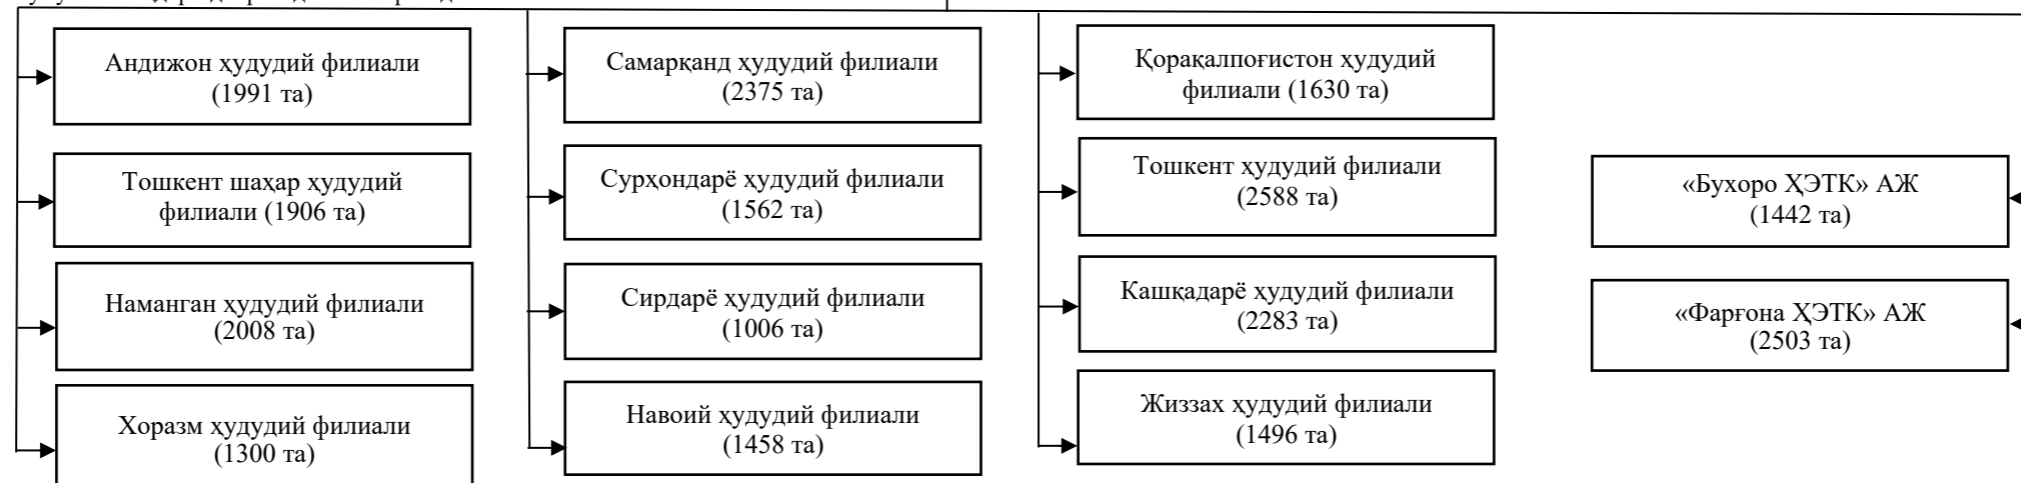 Андижон ҳудудий филиали
(1991 та)
Тошкент шаҳар ҳудудий
филиали (1906 та)
Наманган ҳудудий филиали
(2008 та)
Хоразм ҳудудий филиали
(1300 та)
Самарқанд ҳудудий филиали
(2375 та)
Сурҳондарё ҳудудий филиали
(1562 та)
Сирдарё ҳудудий филиали
(1006 та)
Навоий ҳудудий филиали
(1458 та)
Қорақалпоғистон ҳудудий
филиали (1630 та)
Тошкент ҳудудий филиали
(2588 та)
Кашқадарё ҳудудий филиали
(2283 та)
Жиззах ҳудудий филиали
(1496 та)
«Бухоро ҲЭТК» АЖ
(1442 та)
«Фарғона ҲЭТК» АЖ
(2503 та)